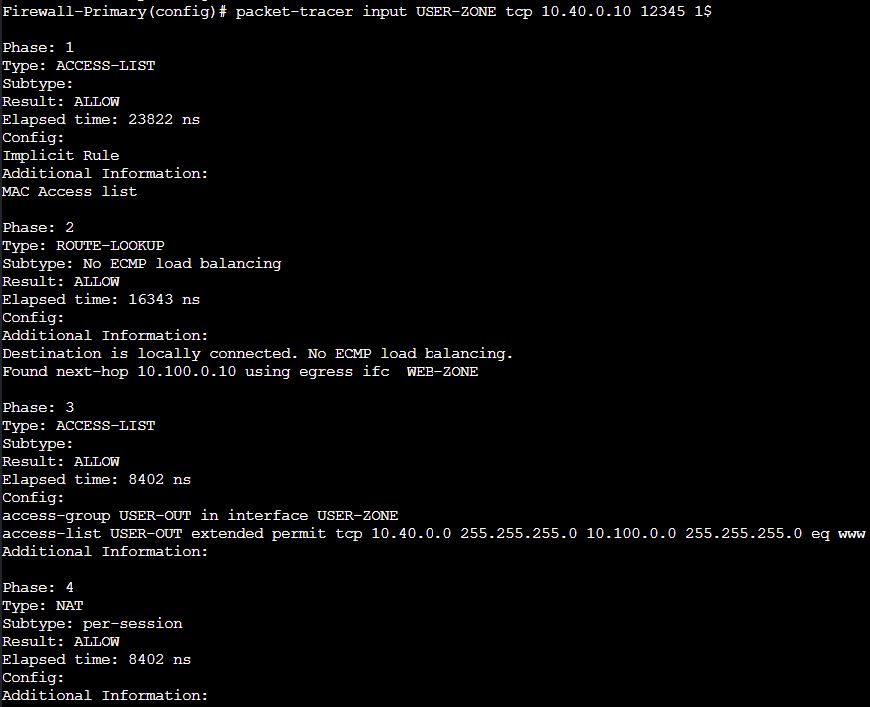 Firewall-Primary(config)# packet-tracer input USER-ZONE tcp 10.40.0.10 12345 1$
Phase: 1
Type: ACCESS-LIST
Subtype:
Result: ALLOW
Elapsed time: 23822 ns
Config:
Implicit Rule
Additional Information:
MAC Access list
Phase: 2
Type: ROUTE-LOOKUP
Subtype: No ECMP load balancing
Result: ALLOW
Elapsed time: 16343 ns
Config:
Additional Information:
Destination is locally connected. No ECMP load balancing.
Found next-hop 10.100.0.10 using egress ifc  WEB-ZONE
Phase: 3
Type: ACCESS-LIST
Subtype:
Result: ALLOW
Elapsed time: 8402 ns
Config:
access-group USER-OUT in interface USER-ZONE
access-list USER-OUT extended permit tcp 10.40.0.0 255.255.255.0 10.100.0.0 255.255.255.0 eq www
Additional Information:
Phase: 4
Type: NAT
Subtype: per-session
Result: ALLOW
Elapsed time: 8402 ns
Config:
Additional Information: